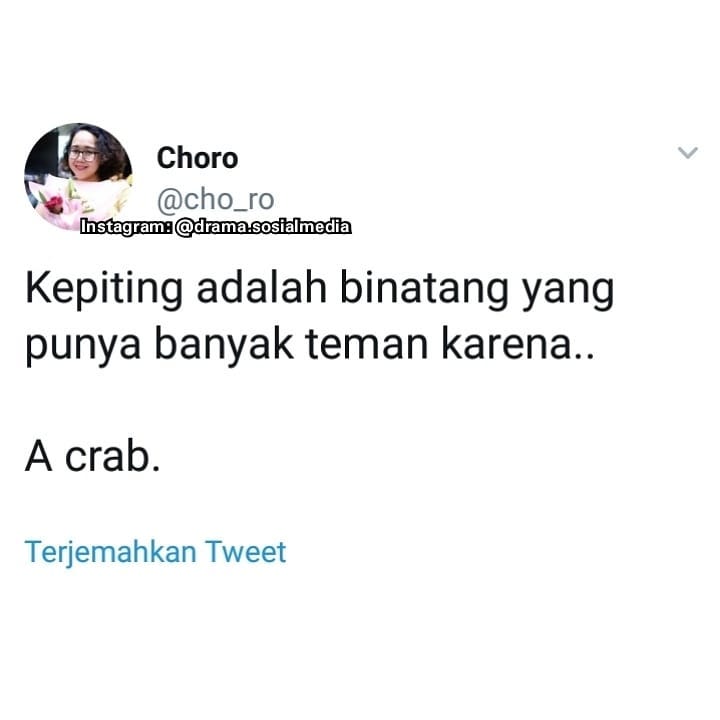 Choro
@cho_ro
Instagram: @drama.sosialmedia
Kepiting adalah binatang yang
punya banyak teman karena..
A crab.
Terjemahkan Tweet